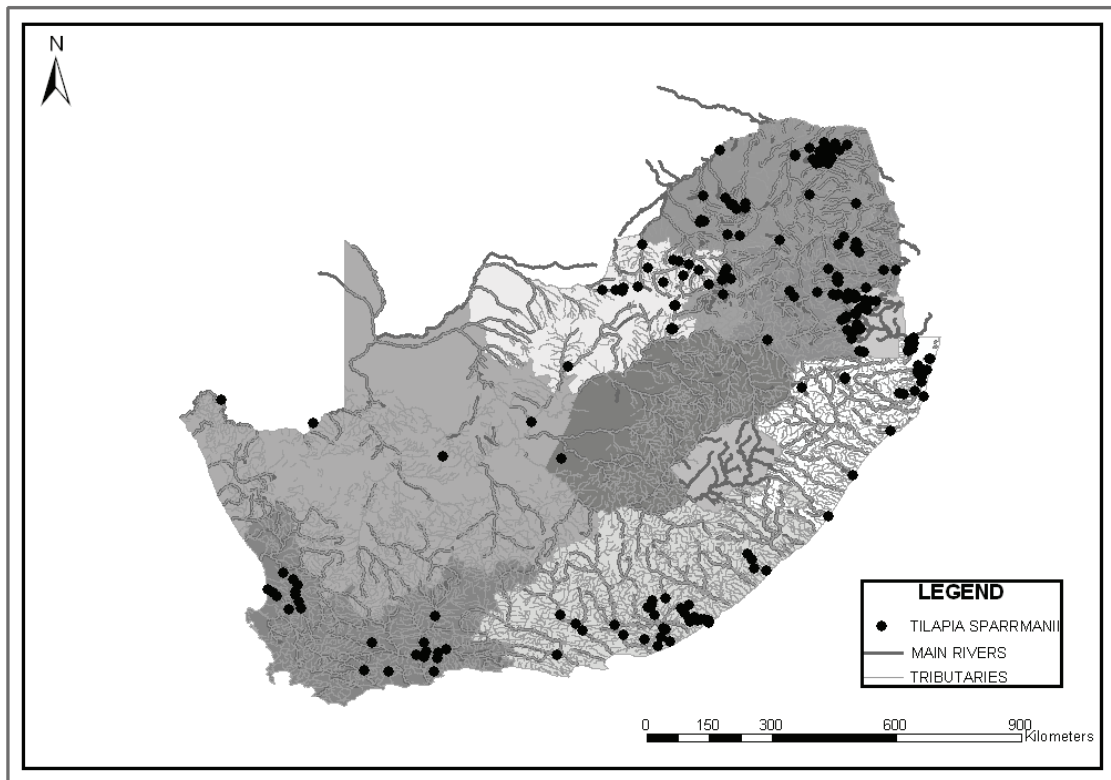 N
LEGEND
TILAPIA SPARRMANII
MAIN RIVERS
TRIBUTARIES
0 150 300 600 900
Kilometers